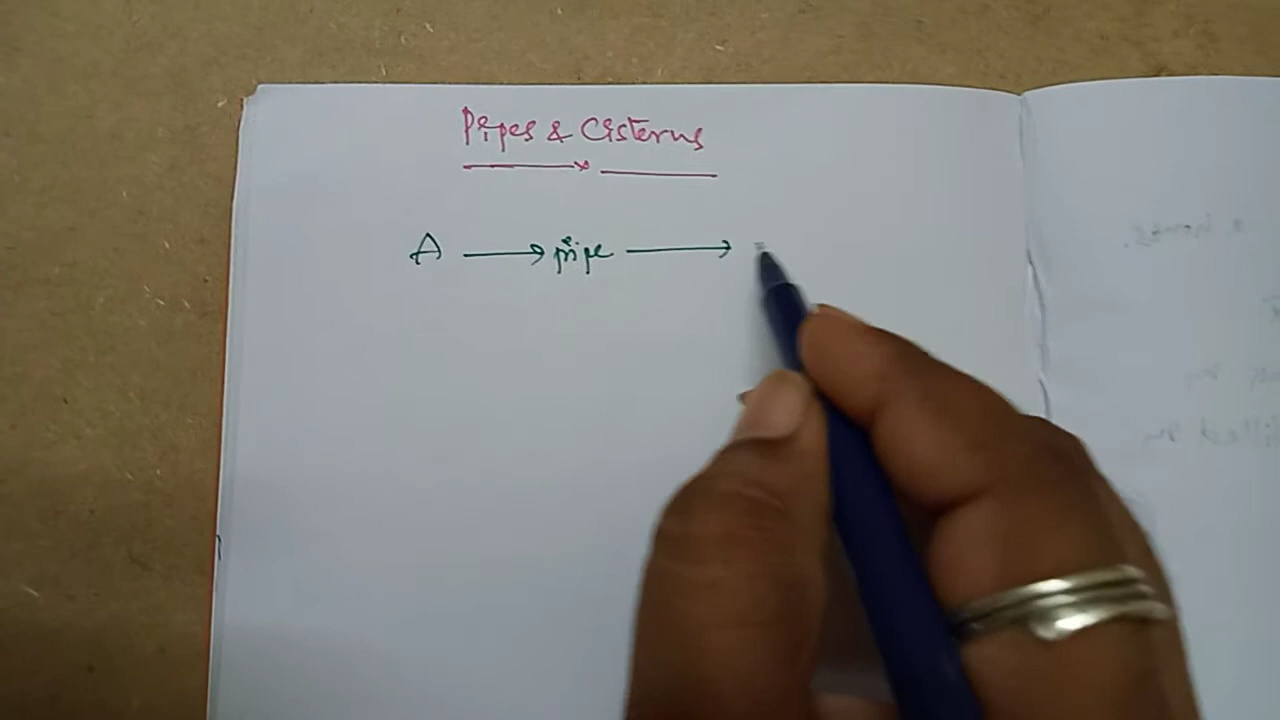 Pipes & Cisterns
A → pipe →